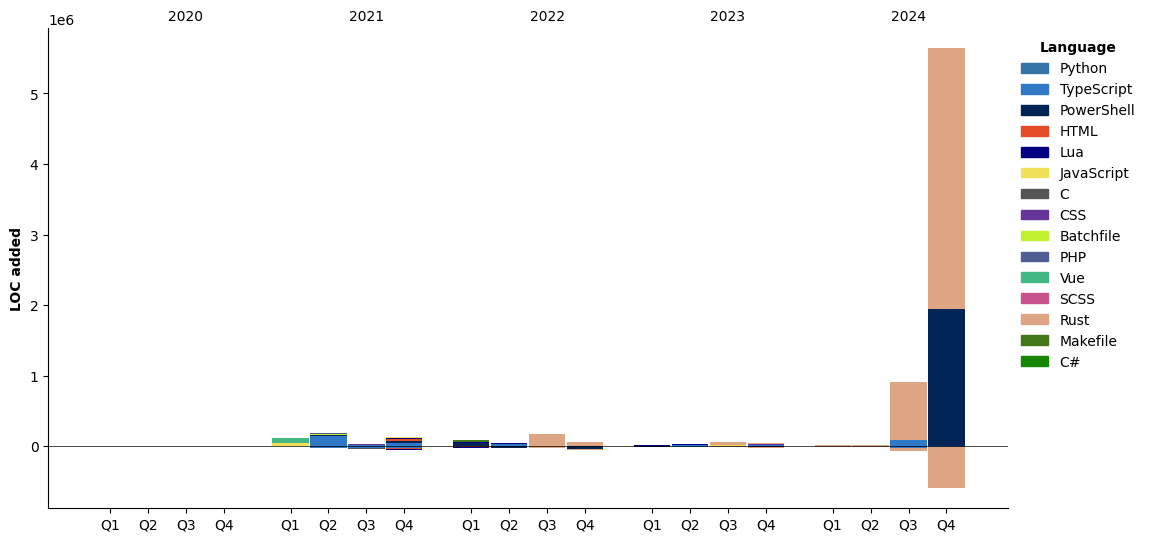 1e6
2020 2021 2022 2023 2024
LOC added
5
4
3
2
1
0
Q1 Q2 Q3 Q4 Q1 Q2 Q3 Q4 Q1 Q2 Q3 Q4 Q1 Q2 Q3 Q4 Q1 Q2 Q3 Q4
Language
Python
TypeScript
PowerShell
HTML
Lua
JavaScript
C
CSS
Batchfile
PHP
Vue
SCSS
Rust
Makefile
C#